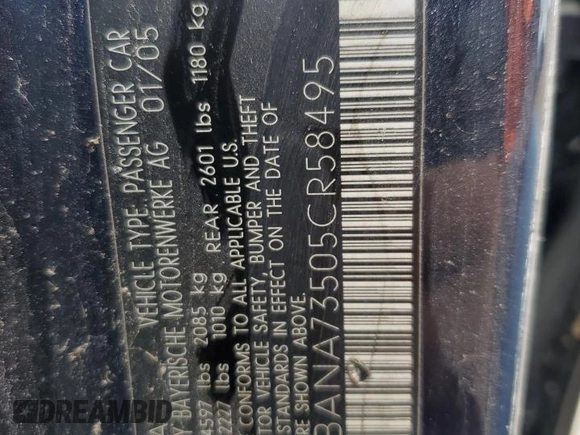 VEHICLE TYPE: PASSENGER CAR
Y BAYERISCHE MOTORENWERKE AG 01/05
4597 lbs 2085 kg
2227 lbs 1010 kg REAR 2601 lbs 1180 kg
CONFORMS TO ALL APPLICABLE U.S.
TOR VEHICLE SAFETY, BUMPER AND THEFT
STANDARDS IN EFFECT ON THE DATE OF
RE SHOWN ABOVE.
BANA73505CR58495
DREAMBID